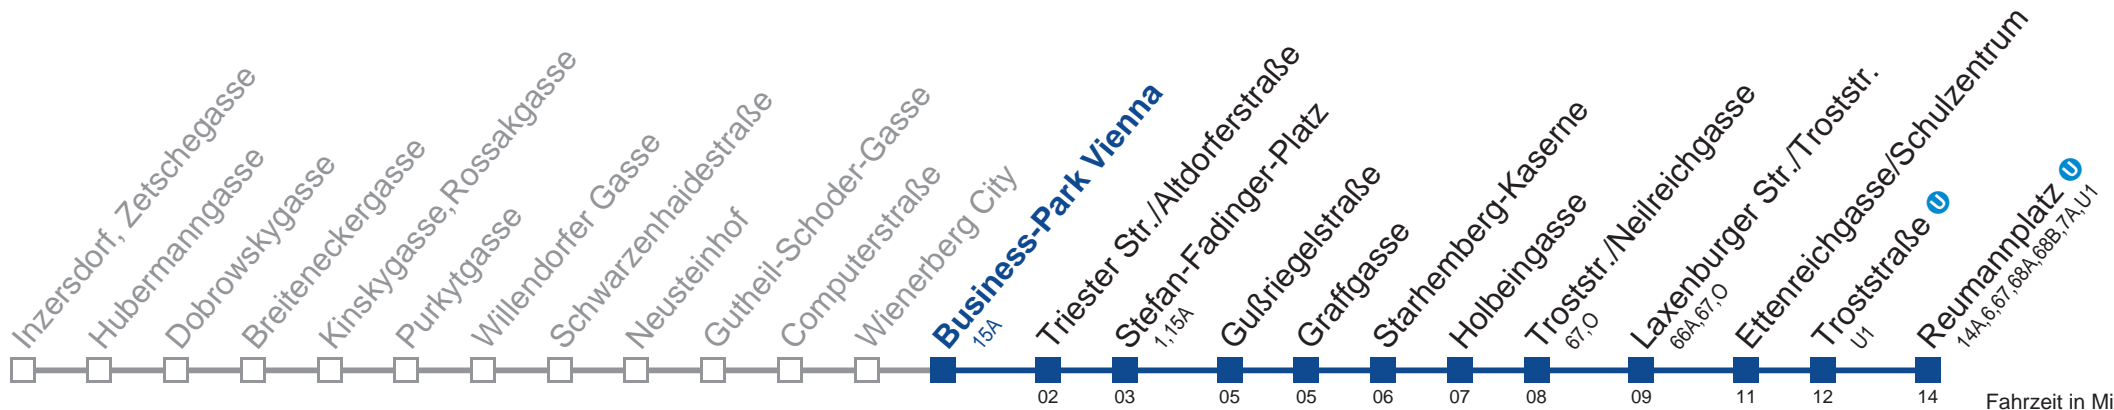 Inzersdorf, Zetschegasse
Hubermanngasse
Dobrowskygasse
Breiteneckergasse
Kinskygasse,Rossakgasse
Purkytgasse
Willendorfer Gasse
Schwarzenhaidestraße
Neusteinhof
Gutheil-Schoder-Gasse
Computerstraße
Wienerberg City
Business-Park Vienna
15A
Triester Str./Altdorferstraße
Stefan-Fadinger-Platz
1,15A
Gußriegelstraße
Graffgasse
Starhemberg-Kaserne
Holbeingasse
Troststr./Neilreichgasse
67,O
Laxenburger Str./Troststr.
66A,67,O
Ettenreichgasse/Schulzentrum
Troststraße U
U1
Reumannplatz U
14A,6,67,68A,68B,7A,U1
02 03 05 05 06 07 08 09 11 12 14
Fahrzeit in Mi